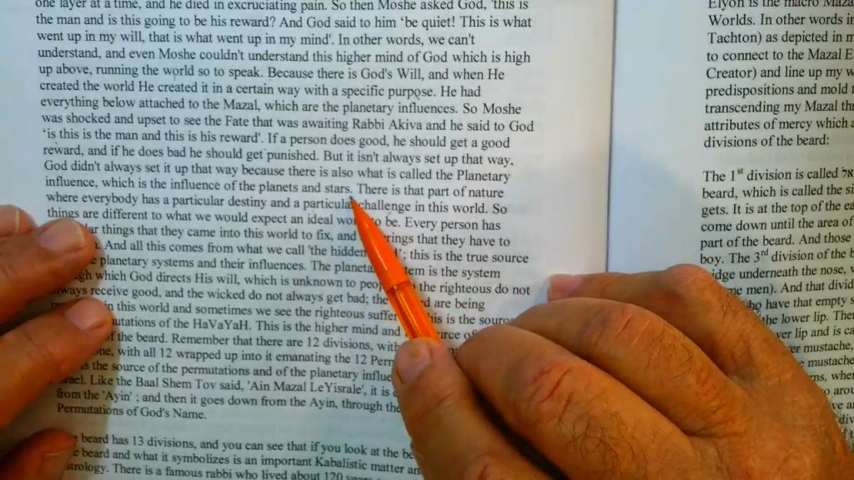 one layer at a time, and he died in excruciating pain. So then Moshe asked God, 'this is
the man and is this going to be his reward? And God said to him 'be quiet! This is what
went up in my will, that is what went up in my mind'. In other words, we can't
understand, and even Moshe couldn't understand this higher mind of God which is high
up above, running the world so to speak. Because there is God's Will, and when He
created the world He created it in a certain way with a specific purpose. He had
everything below attached to the Mazal, which are the planetary influences. So Moshe
was shocked and upset to see the Fate that was awaiting Rabbi Akiva and he said to God
'is this is the man and this is his reward'. If a person does good, he should get a good
reward, and if he does bad he should get punished. But it isn't always set up that way,
God didn't always set it up that way because there is also what is called the Planetary
influence, which is the influence of the planets and stars. There is that part of nature
where everybody has a particular destiny and a particular challenge in this world. So
things are different to what we would expect an ideal to be. Every person has
things that they came into this world to fix, and that they have to
And all this comes from what we call 'the hidden this is the true source
planetary systems and their influences. The is the system
which God directs His will, which is unknown to the righteous do not
receive good, and the wicked do not always get bad; the are being
in this world and sometimes we see the righteous is the
of the HaVaYaH. This is the higher mind and
of the beard. Remember that there are 12 divisions,
with all 12 wrapped up into it emanating the 12
is the source of the permutations and of the planetary
Like the Baal Shem Tov said, 'Ain Mazal LeYisrale', it is
from the 'Ayin' ; and then it goes down from the Ayin, through the
Permutations of God's Name.
beard has 13 divisions, and you can see that if you look at the
beard and what it symbolizes is an important Kabalistic matter
There is a famous rabbi who lived about 120
Elyon is the macro
Worlds. In other words
Tachton) as depicted in
to connect to the Mazal
Creator) and line up my
predispositions and mold
transcending my Mazal
attributes of mercy which
divisions of the beard:
The 1st division is called
beard, which is called the
gets. It is at the top of the
come down until the area of
part of the beard. And those
boy. The 3rd division of the
underneath the nose,
men). And that
have that empty
the lower lip. The
lip and is
mustache.
mustache